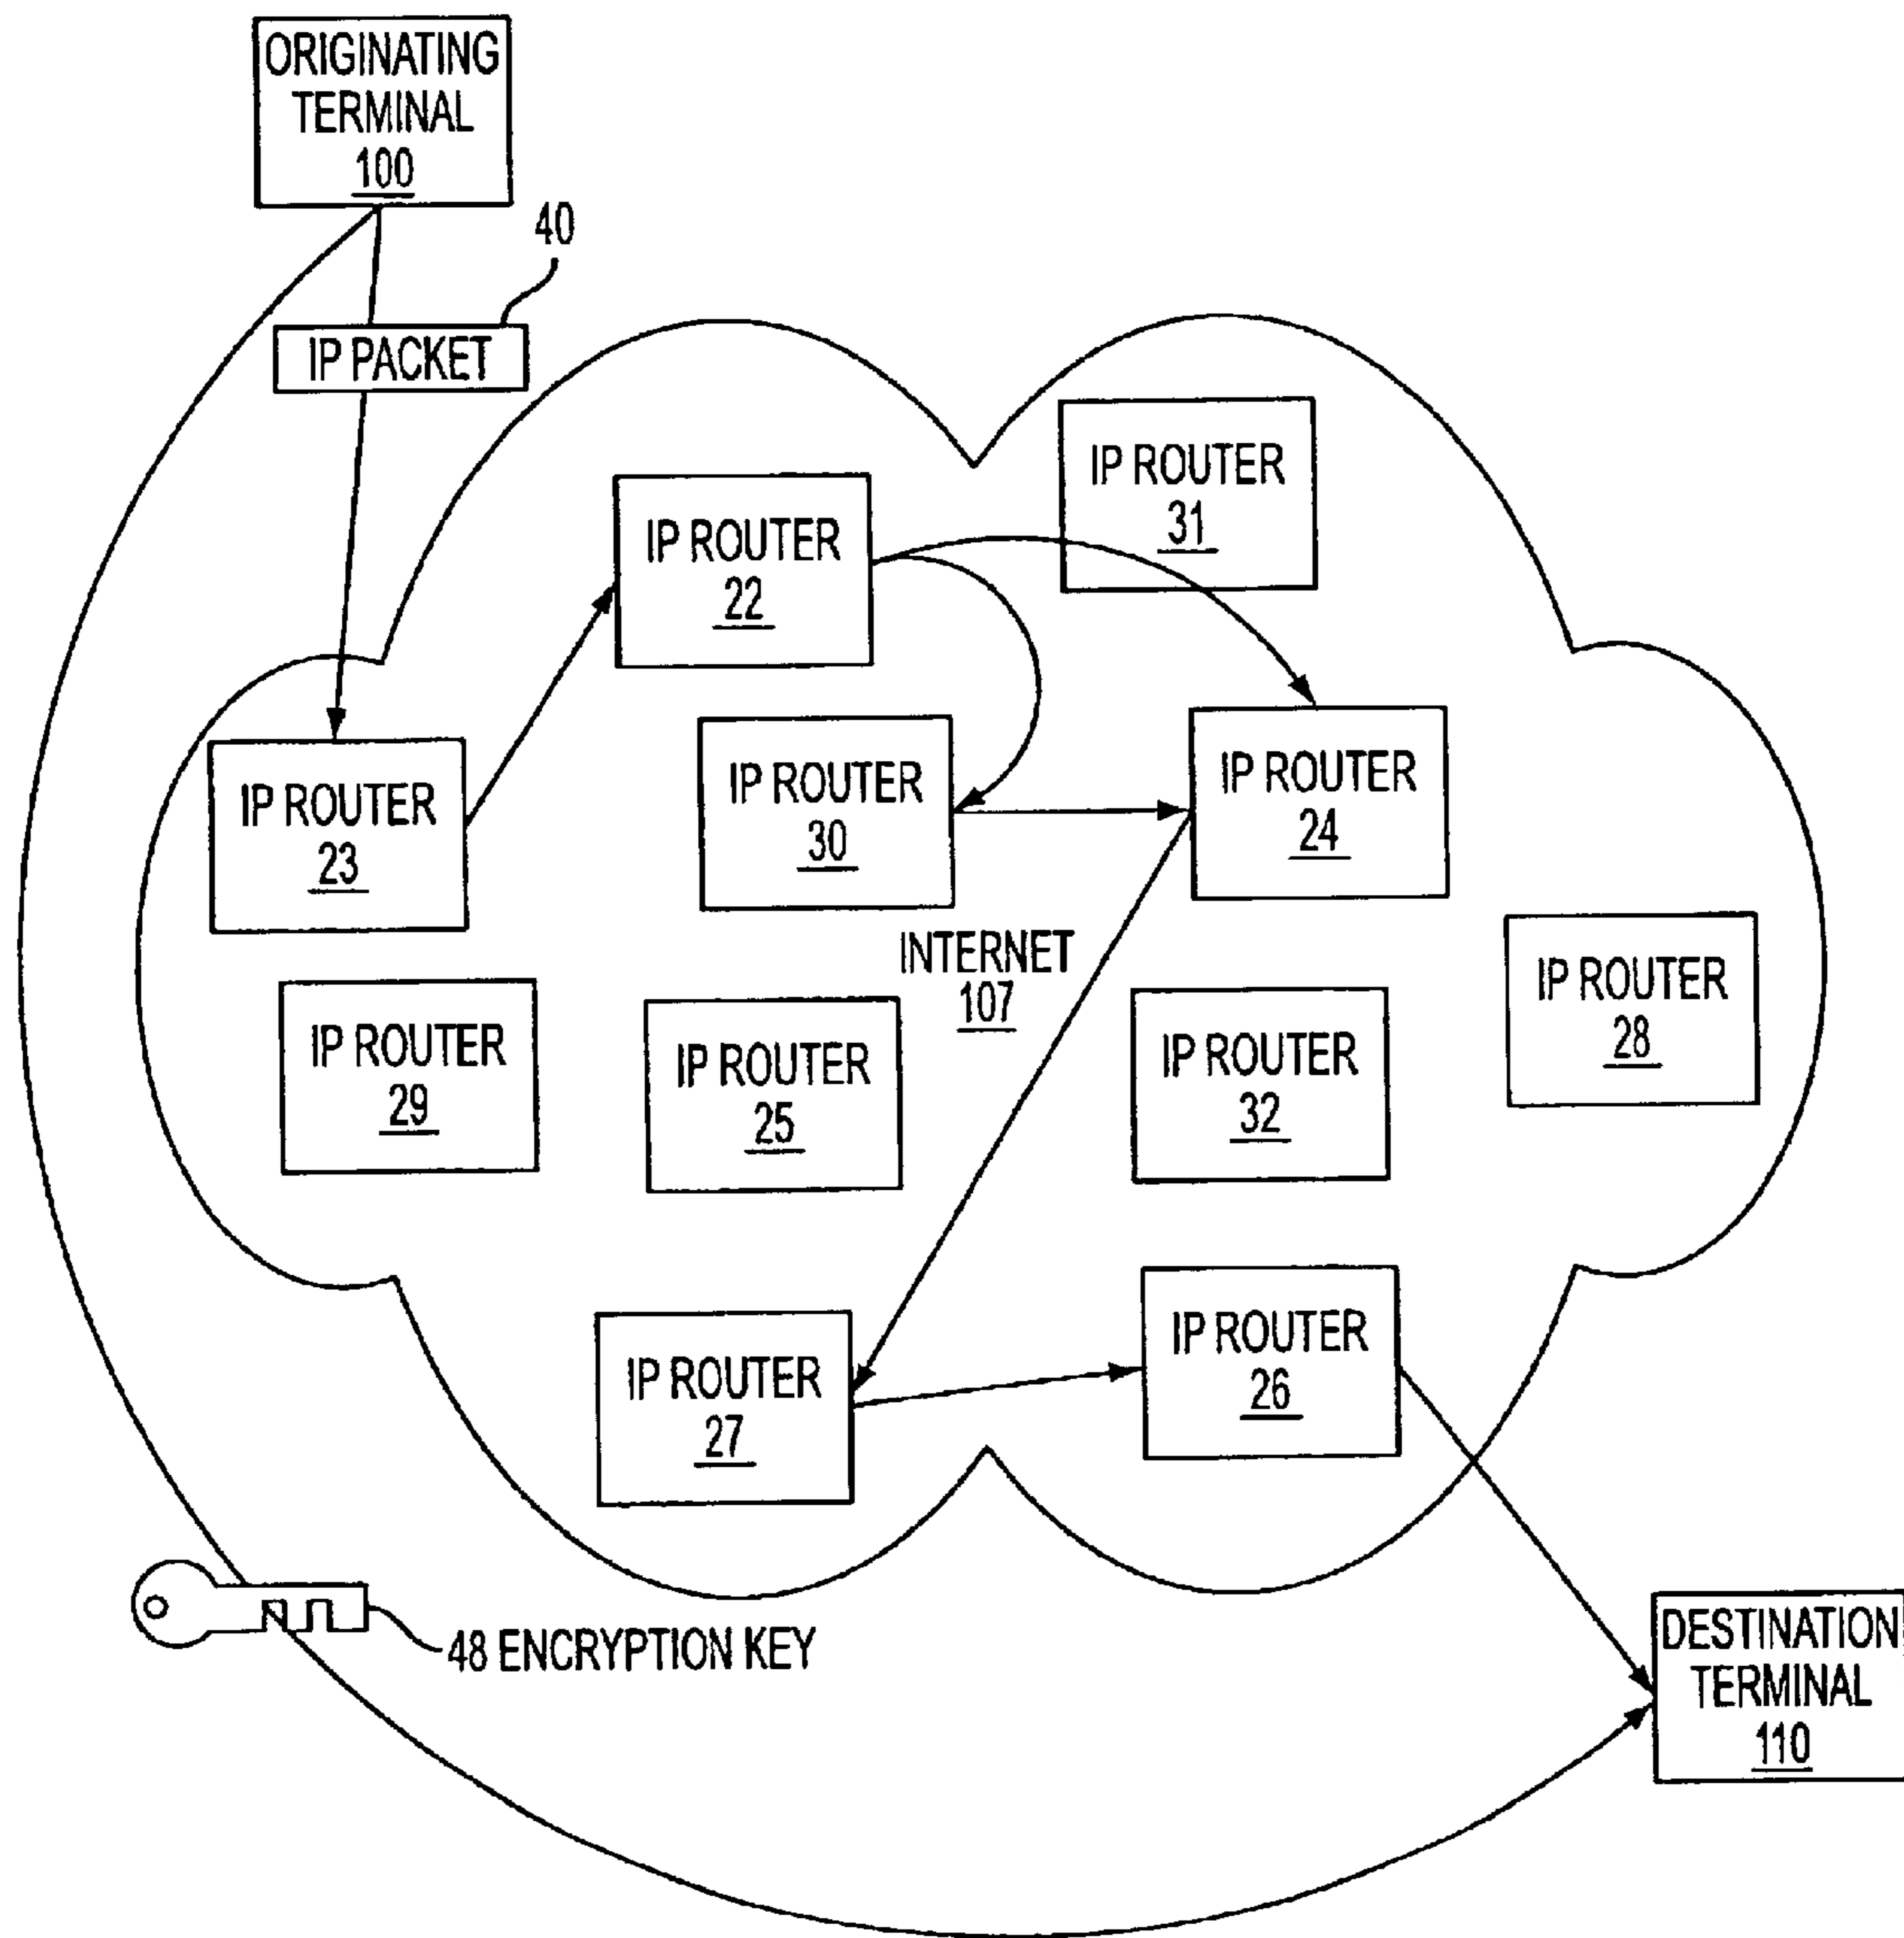 ORIGINATING
TERMINAL
100
40
IP PACKET
IP ROUTER
31
IP ROUTER
22
IP ROUTER
23
IP ROUTER
30
IP ROUTER
24
INTERNET
107
IP ROUTER
28
IP ROUTER
29
IP ROUTER
25
IP ROUTER
32
IP ROUTER
27
IP ROUTER
26
48 ENCRYPTION KEY
DESTINATION
TERMINAL
110